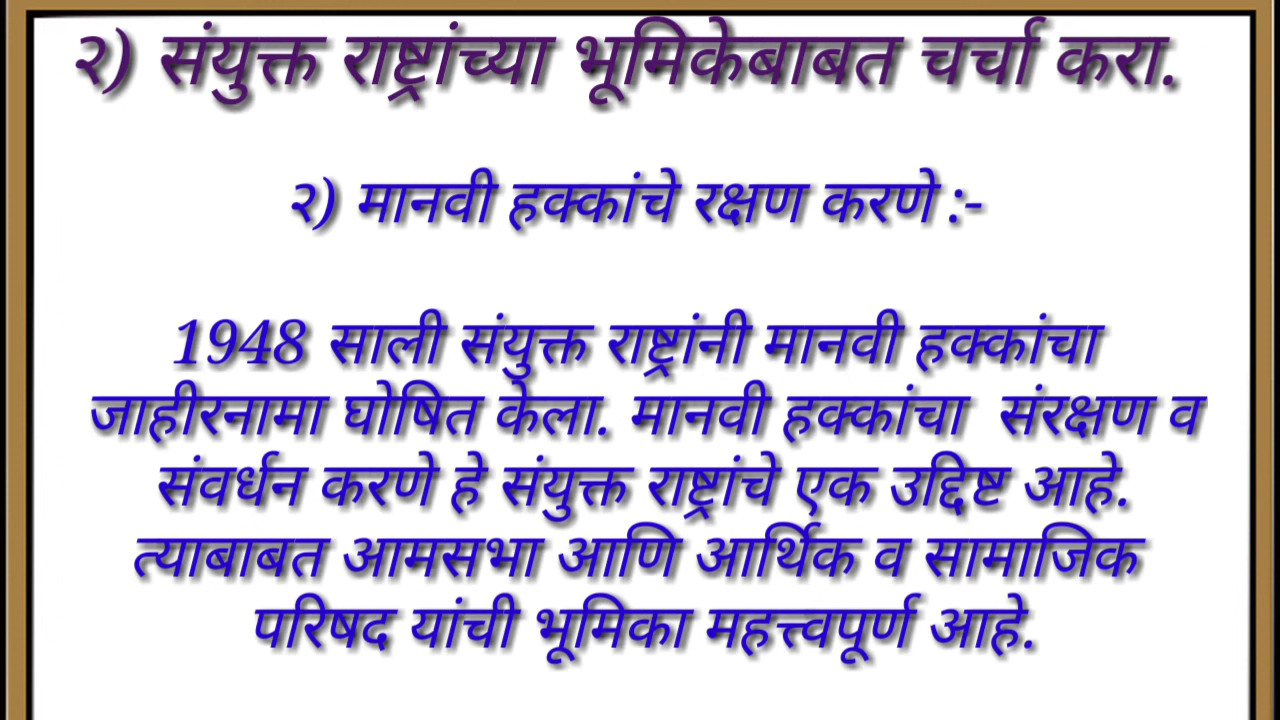 २) संयुक्त राष्ट्रांच्या भूमिकेबाबत चर्चा करा.
२) मानवी हक्कांचे रक्षण करणे :-
1948 साली संयुक्त राष्ट्रांनी मानवी हक्कांचा
जाहीरनामा घोषित केला. मानवी हक्कांचा संरक्षण व
संवर्धन करणे हे संयुक्त राष्ट्रांचे एक उद्दिष्ट आहे.
त्याबाबत आमसभा आणि आर्थिक व सामाजिक
परिषद यांची भूमिका महत्त्वपूर्ण आहे.